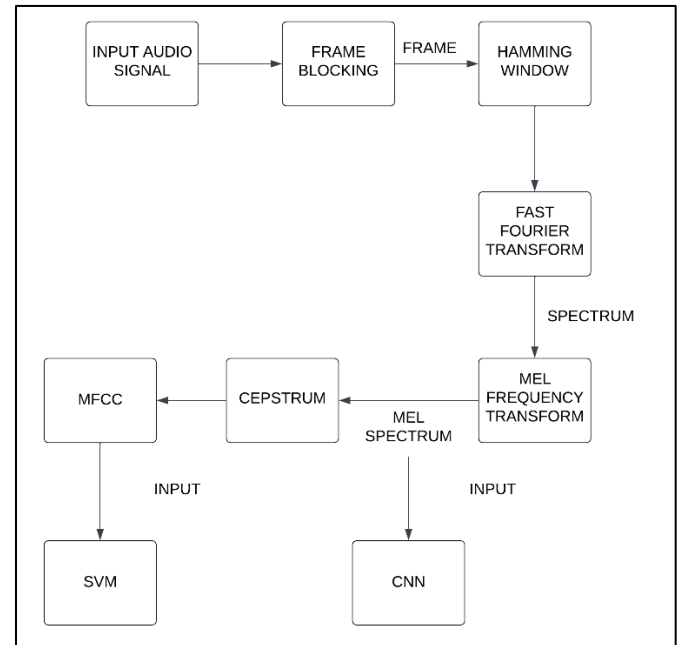 INPUT AUDIO
SIGNAL
FRAME
BLOCKING
FRAME
HAMMING
WINDOW
FAST
FOURIER
TRANSFORM
SPECTRUM
MFCC
CEPSTRUM
MEL
SPECTRUM
MEL
FREQUENCY
TRANSFORM
INPUT
INPUT
SVM
CNN